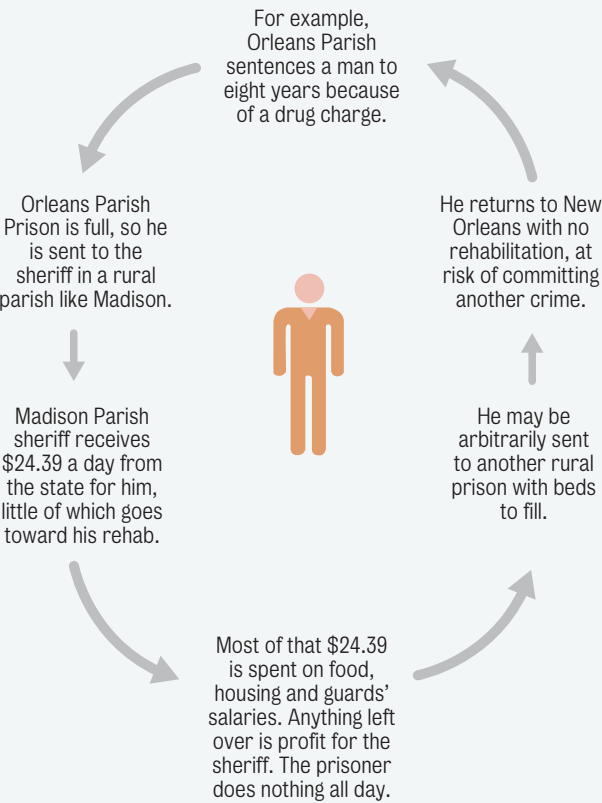 For example,
Orleans Parish
sentences a man to
eight years because
of a drug charge.
Orleans Parish
Prison is full, so he
is sent to the
sheriff in a rural
parish like Madison.
Madison Parish
sheriff receives
$24.39 a day from
the state for him,
little of which goes
toward his rehab.
Most of that $24.39
is spent on food,
housing and guards’
salaries. Anything left
over is profit for the
sheriff. The prisoner
does nothing all day.
He may be
arbitrarily sent
to another rural
prison with beds
to fill.
He returns to New
Orleans with no
rehabilitation, at
risk of committing
another crime.